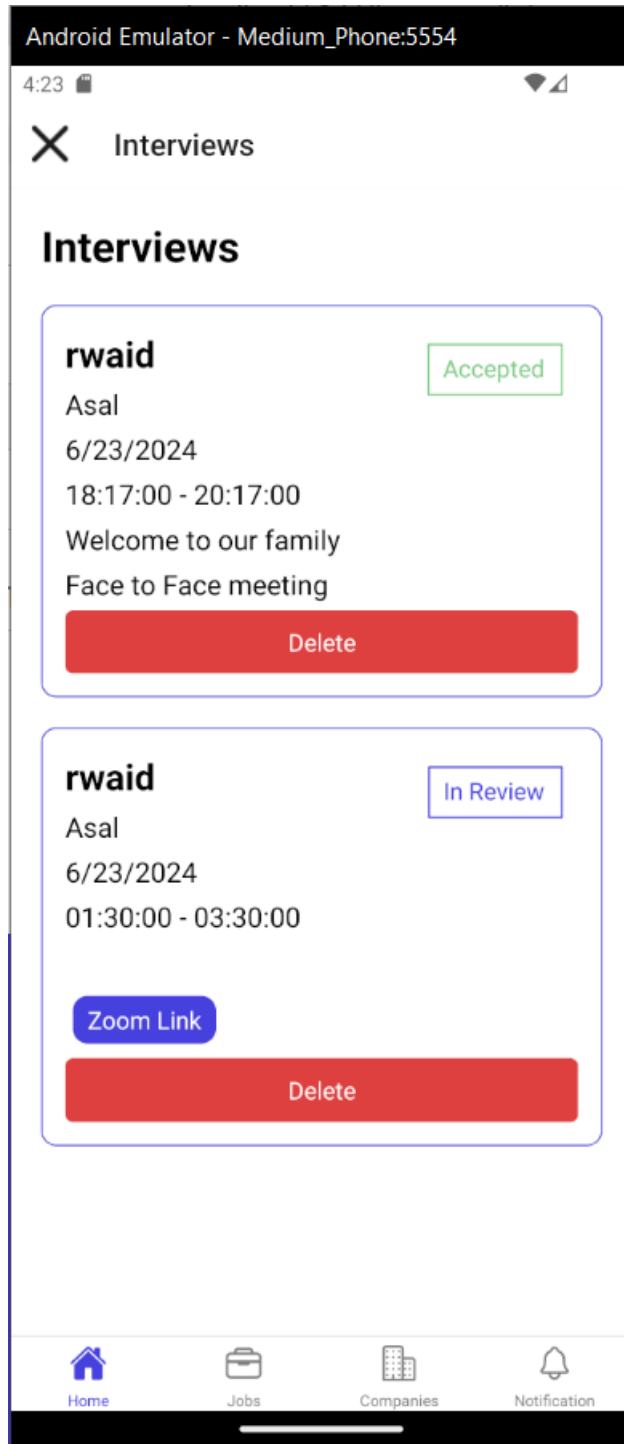 Android Emulator - Medium_Phone:5554
4:23
Interviews
Interviews
rwaid
Accepted
Asal
6/23/2024
18:17:00 - 20:17:00
Welcome to our family
Face to Face meeting
Delete
rwaid
In Review
Asal
6/23/2024
01:30:00 - 03:30:00
Zoom Link
Delete
Home Jobs Companies Notification